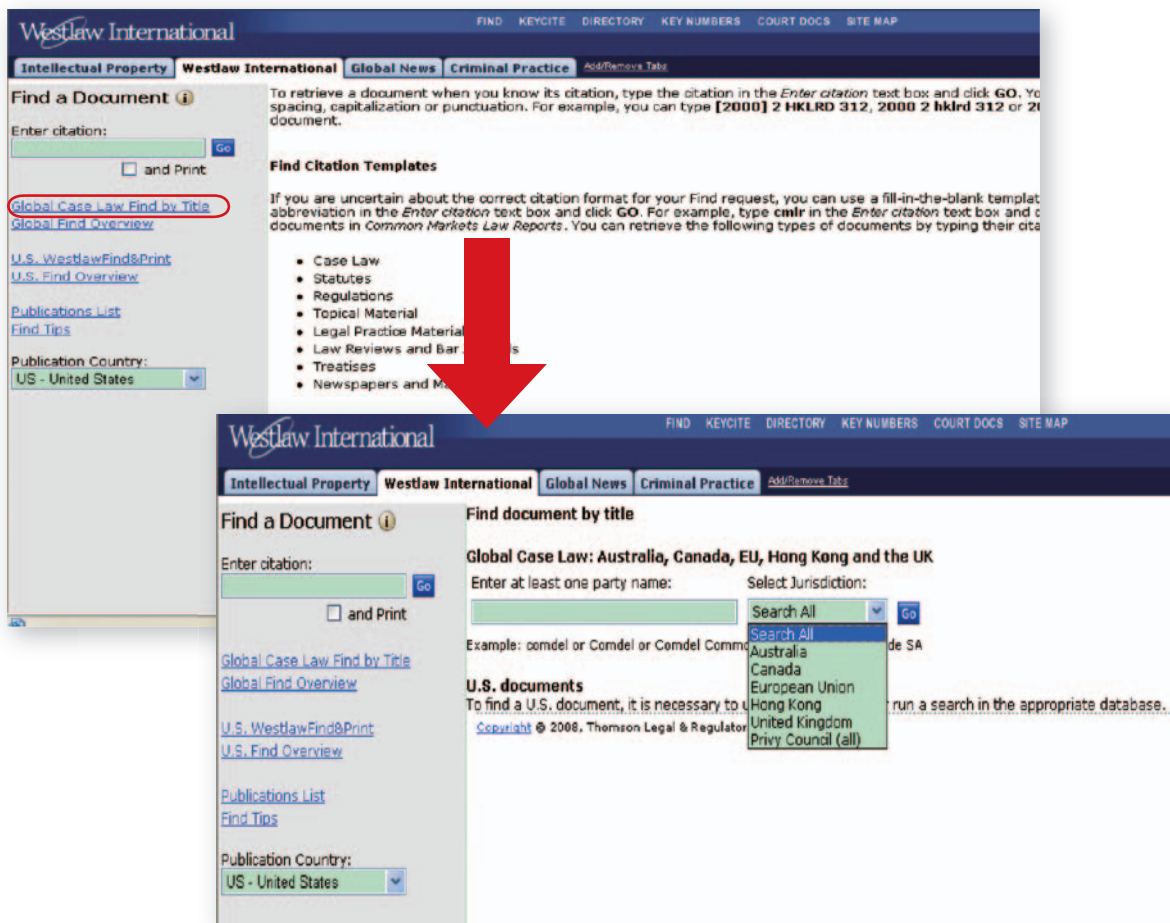 Westlaw International
FIND KEYCITE DIRECTORY KEY NUMBERS COURT DOCS SITE MAP
Intellectual Property Westlaw International Global News Criminal Practice Add/Remove Tabs
Find a Document
Enter citation:
Go
and Print
Global Case Law Find by Title
Global Find Overview
U.S. WestlawFind&Print
U.S. Find Overview
Publications List
Find Tips
Publication Country:
US - United States
To retrieve a document when you know its citation, type the citation in the Enter citation text box and click GO.
spacing, capitalization or punctuation. For example, you can type [2000] 2 HKLRD 312, 2000 2 hklrd 312 or
document.
Find Citation Templates
If you are uncertain about the correct citation format for your Find request, you can use a fill-in-the-blank templat
abbreviation in the Enter citation text box and click GO. For example, type cmlr in the Enter citation text box and
documents in Common Markets Law Reports. You can retrieve the following types of documents by typing their cita
• Case Law
• Statutes
• Regulations
• Topical Material
• Legal Practice Material
• Law Reviews and Bar
• Treatises
• Newspapers and
Westlaw International
FIND KEYCITE DIRECTORY KEY NUMBERS COURT DOCS SITE MAP
Intellectual Property Westlaw International Global News Criminal Practice Add/Remove Tabs
Find a Document
Enter citation:
Go
and Print
Global Case Law Find by Title
Global Find Overview
U.S. WestlawFind&Print
U.S. Find Overview
Publications List
Find Tips
Publication Country:
US - United States
Find document by title
Global Case Law: Australia, Canada, EU, Hong Kong and the UK
Enter at least one party name: Select Jurisdiction:
Search All Go
Search All
Australia
Canada
European Union
Hong Kong
United Kingdom
Privy Council (all)
Example: comdel or Comdel or Comdel Comm de SA
U.S. documents
To find a U.S. document, it is necessary to u run a search in the appropriate database.
Copyright © 2008, Thomson Legal & Regulator